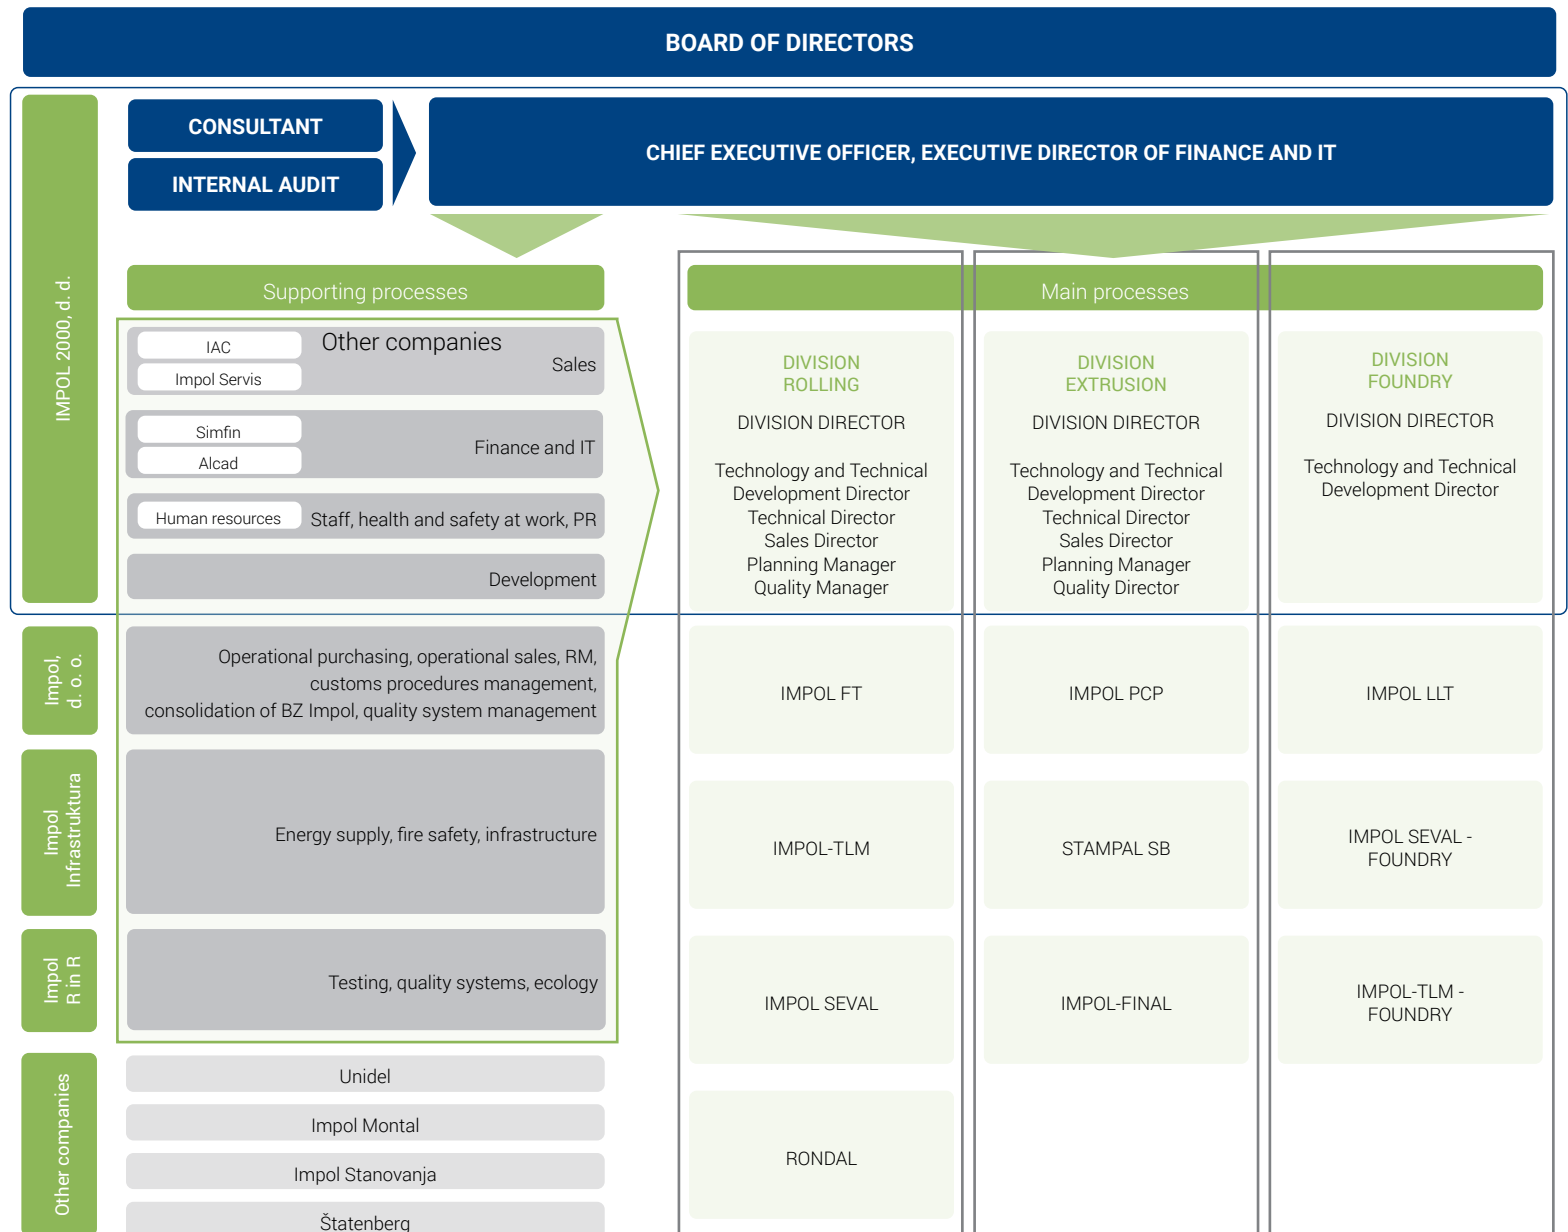 BOARD OF DIRECTORS
IMPOL 2000, d. d.
CONSULTANT
INTERNAL AUDIT
CHIEF EXECUTIVE OFFICER, EXECUTIVE DIRECTOR OF FINANCE AND IT
Supporting processes
Other companies
IAC
Impol Servis
Sales
Simfin
Alcad
Finance and IT
Human resources
Staff, health and safety at work, PR
Development
Main processes
DIVISION
ROLLING
DIVISION DIRECTOR
Technology and Technical
Development Director
Technical Director
Sales Director
Planning Manager
Quality Manager
DIVISION
EXTRUSION
DIVISION DIRECTOR
Technology and Technical
Development Director
Technical Director
Sales Director
Planning Manager
Quality Director
DIVISION
FOUNDRY
DIVISION DIRECTOR
Technology and Technical
Development Director
Impol,
d. o. o.
Operational purchasing, operational sales, RM,
customs procedures management,
consolidation of BZ Impol, quality system management
IMPOL FT
IMPOL PCP
IMPOL LLT
Impol
Infrastruktura
Energy supply, fire safety, infrastructure
IMPOL-TLM
STAMPAL SB
IMPOL SEVAL -
FOUNDRY
Impol
R in R
Testing, quality systems, ecology
IMPOL SEVAL
IMPOL-FINAL
IMPOL-TLM -
FOUNDRY
Other companies
Unidel
Impol Montal
Impol Stanovanja
Štatenberg
RONDAL